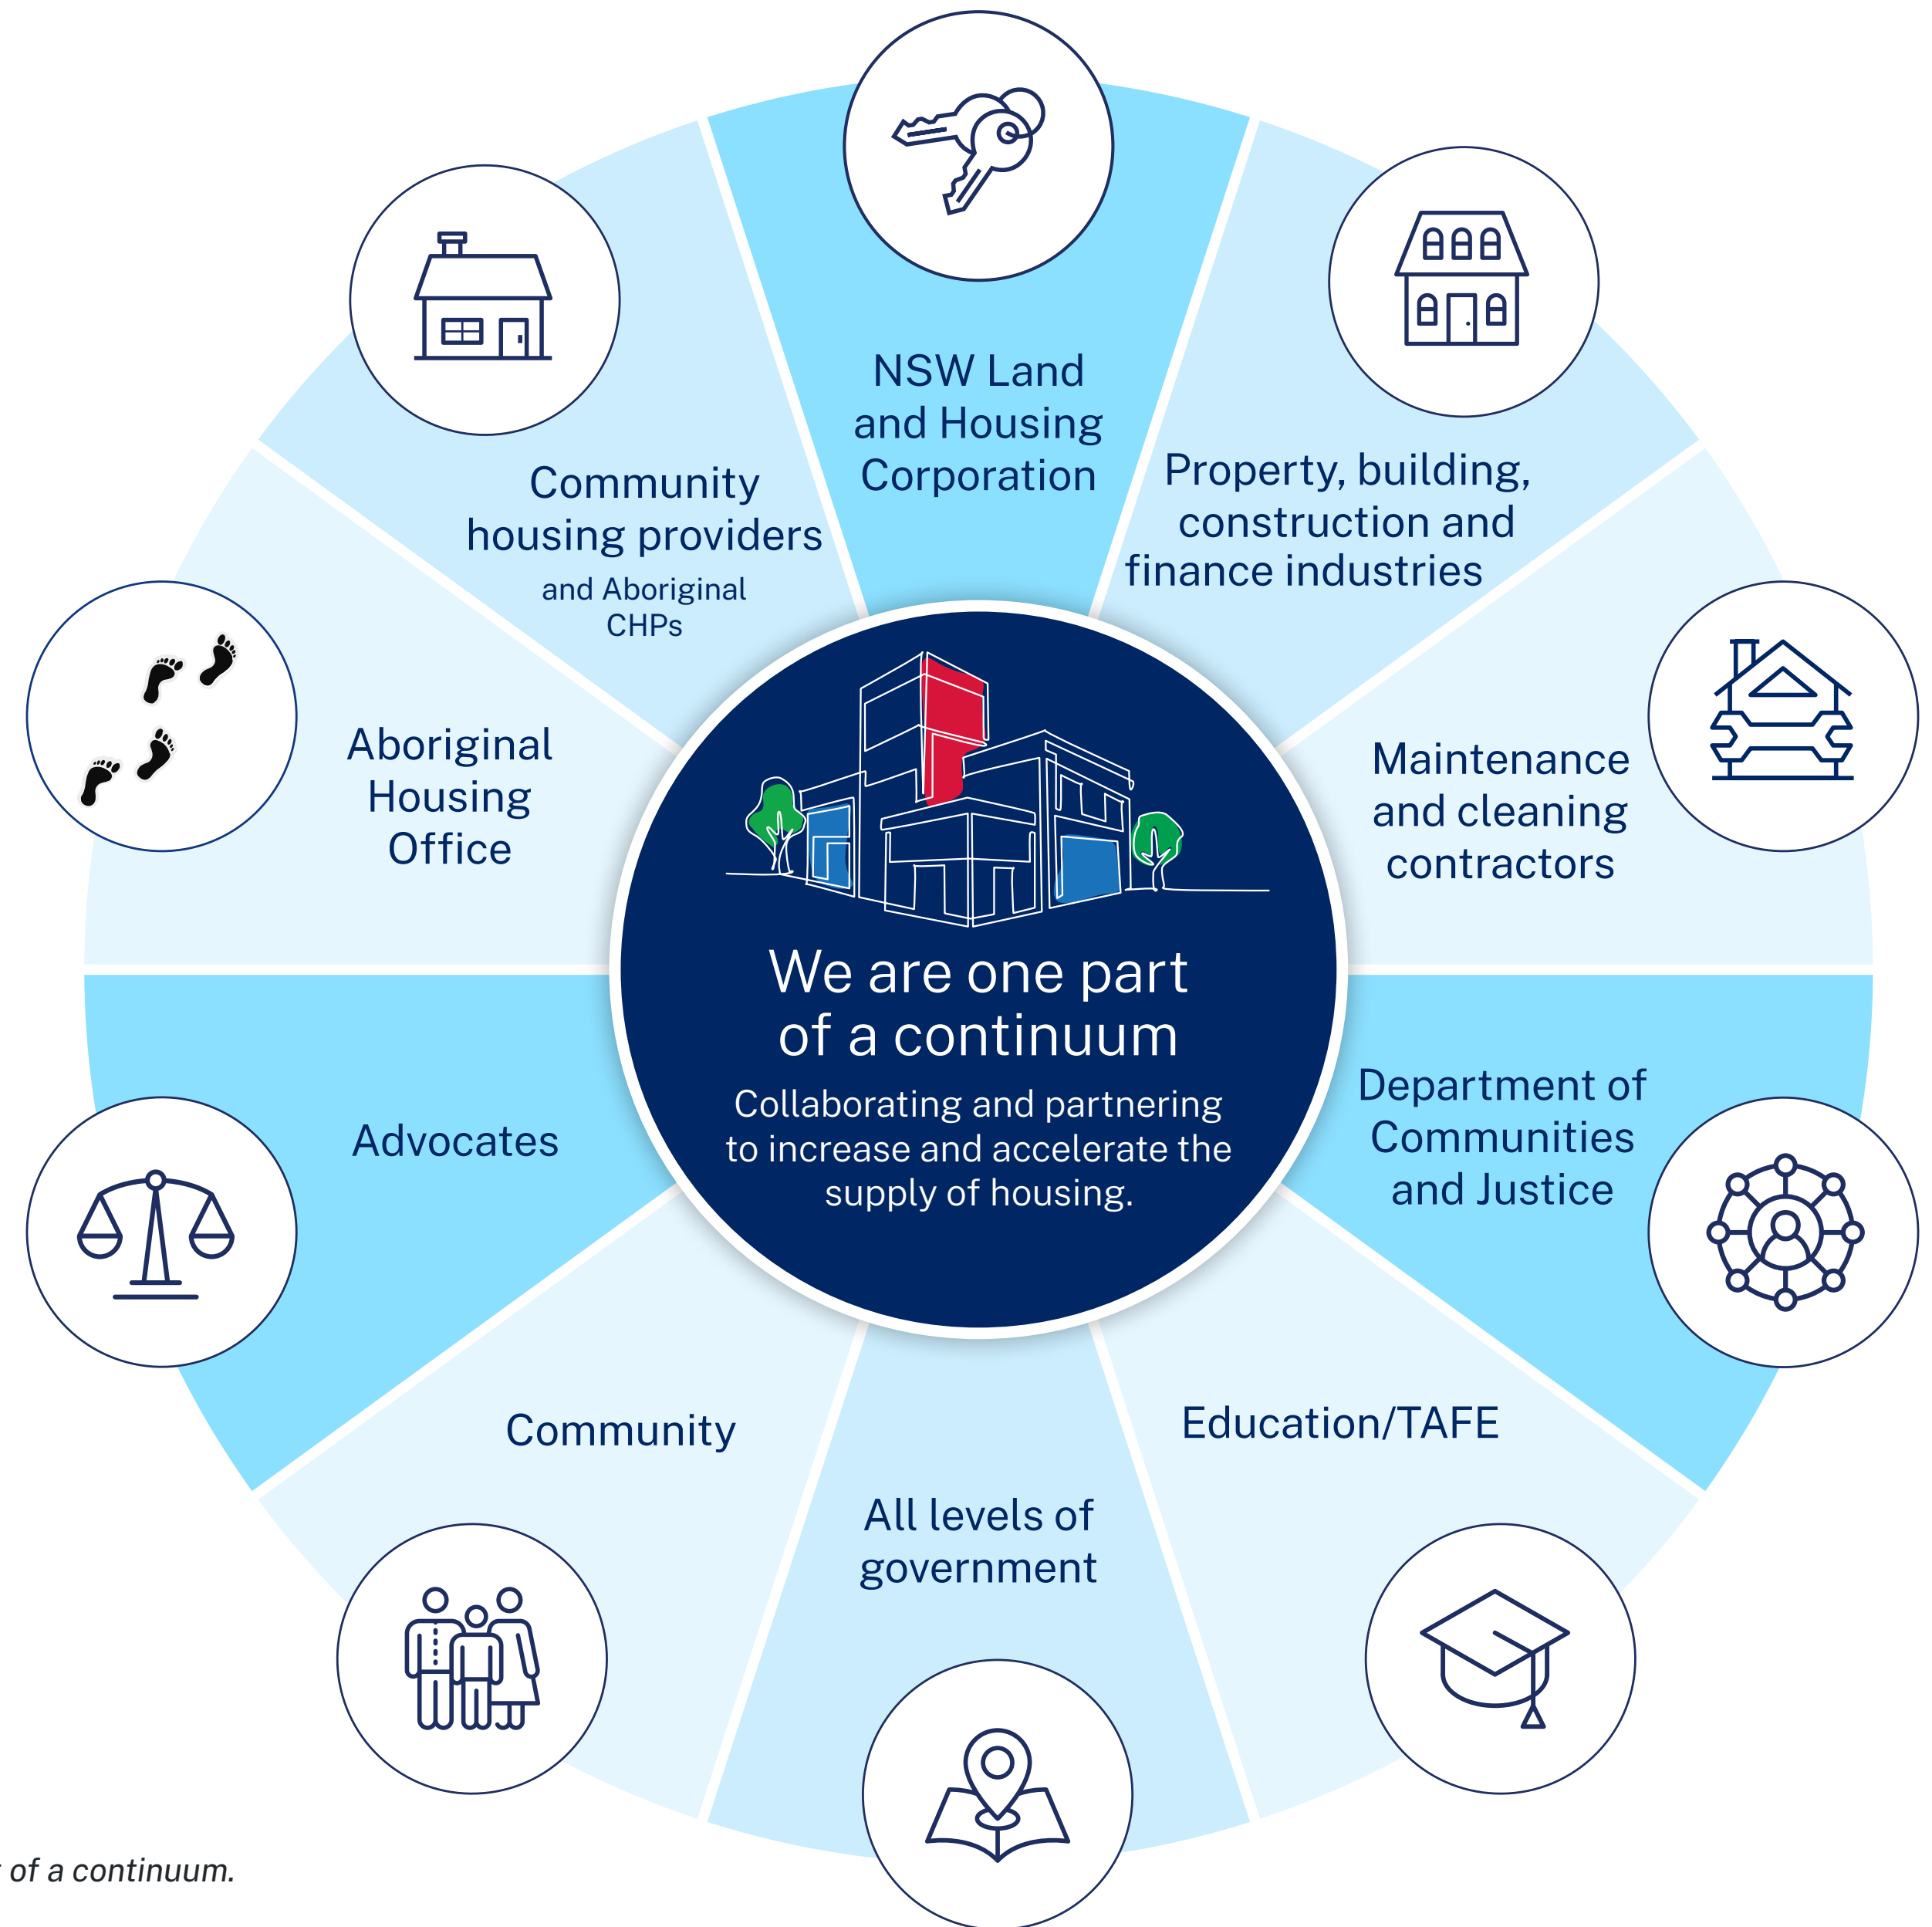 NSW Land
and Housing
Corporation
Property, building,
construction and
finance industries
Maintenance
and cleaning
contractors
Department of
Communities
and Justice
Education/TAFE
All levels of
government
Community
Advocates
Aboriginal
Housing
Office
Community
housing providers
and Aboriginal
CHPs
We are one part
of a continuum
Collaborating and partnering
to increase and accelerate the
supply of housing.
of a continuum.